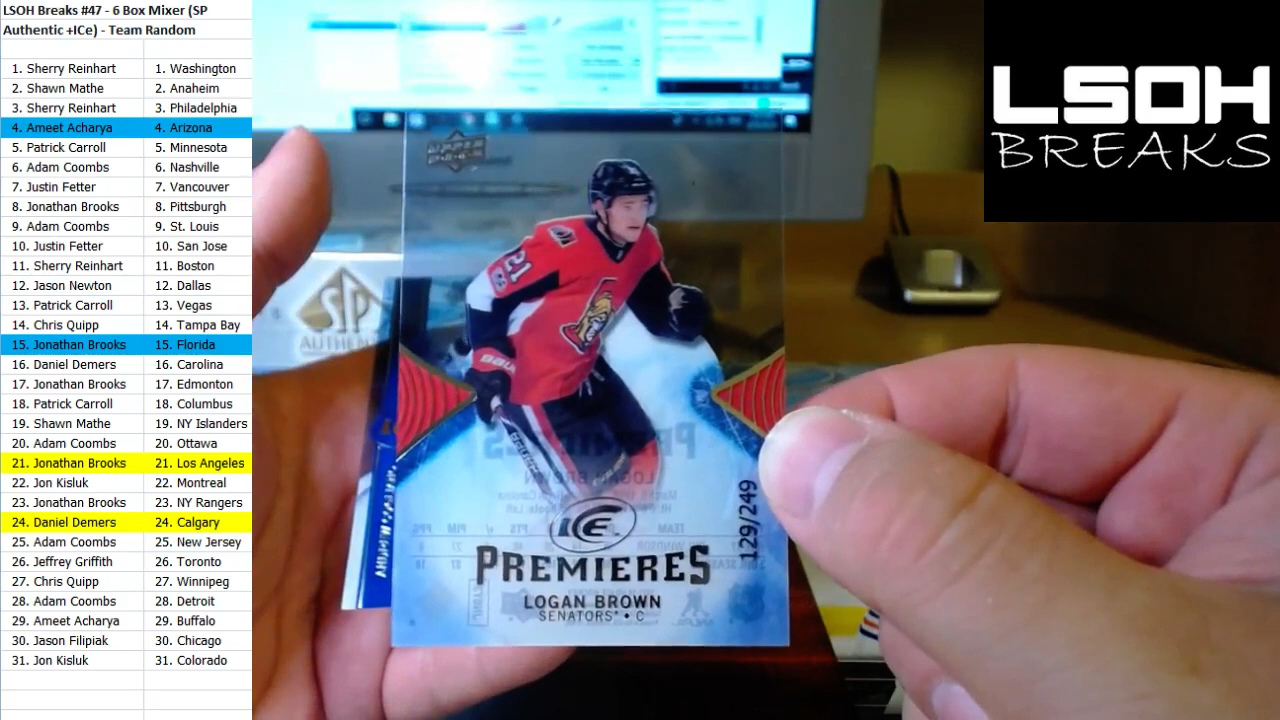 LSOH Breaks #47 - 6 Box Mixer (SP
Authentic +ICe) - Team Random
1. Sherry Reinhart 1. Washington
2. Shawn Mathe 2. Anaheim
3. Sherry Reinhart 3. Philadelphia
4. Ameet Acharya 4. Arizona
5. Patrick Carroll 5. Minnesota
6. Adam Coombs 6. Nashville
7. Justin Fetter 7. Vancouver
8. Jonathan Brooks 8. Pittsburgh
9. Adam Coombs 9. St. Louis
10. Justin Fetter 10. San Jose
11. Sherry Reinhart 11. Boston
12. Jason Newton 12. Dallas
13. Patrick Carroll 13. Vegas
14. Chris Quipp 14. Tampa Bay
15. Jonathan Brooks 15. Florida
16. Daniel Demers 16. Carolina
17. Jonathan Brooks 17. Edmonton
18. Patrick Carroll 18. Columbus
19. Shawn Mathe 19. NY Islanders
20. Adam Coombs 20. Ottawa
21. Jonathan Brooks 21. Los Angeles
22. Jon Kisluk 22. Montreal
23. Jonathan Brooks 23. NY Rangers
24. Daniel Demers 24. Calgary
25. Adam Coombs 25. New Jersey
26. Jeffrey Griffith 26. Toronto
27. Chris Quipp 27. Winnipeg
28. Adam Coombs 28. Detroit
29. Ameet Acharya 29. Buffalo
30. Jason Filipiak 30. Chicago
31. Jon Kisluk 31. Colorado
LSOH
BREAKS
UPPER
DECK
21
SP
AUTHENTIC
ICE
PREMIERES
LOGAN BROWN
SENATORS • C
129/249